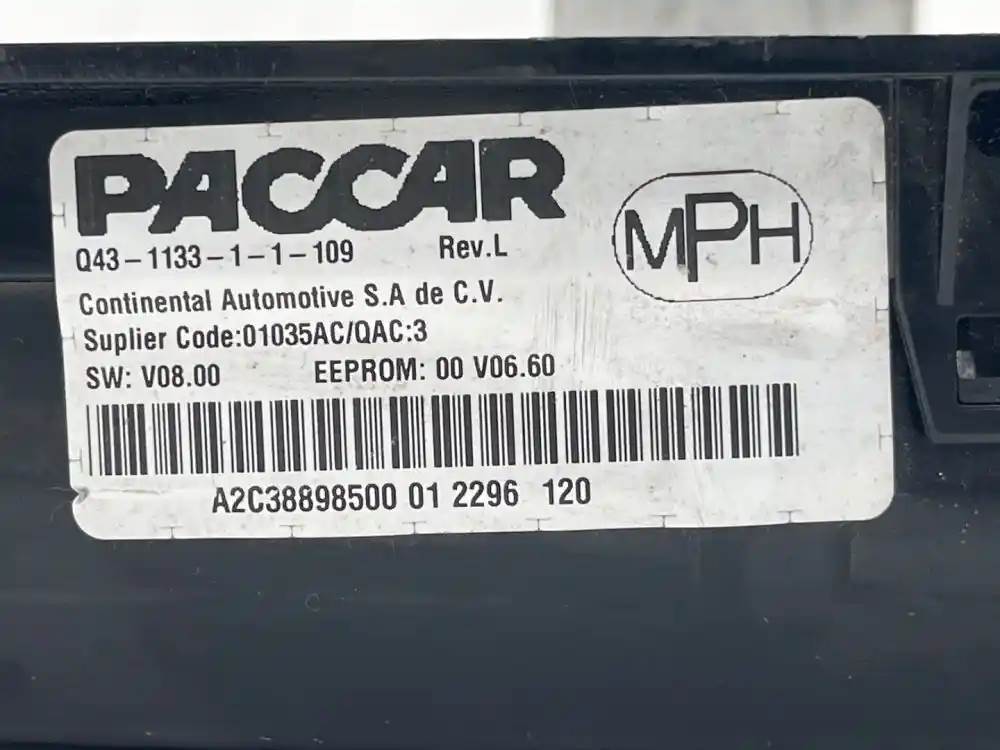 PACCAR
Q43-1133-1-1-109 Rev.L
MPH
Continental Automotive S.A de C.V.
Suplier Code:01035AC/QAC:3
SW: V08.00 EEPROM: 00 V06.60
A2C38898500 01 2296 120